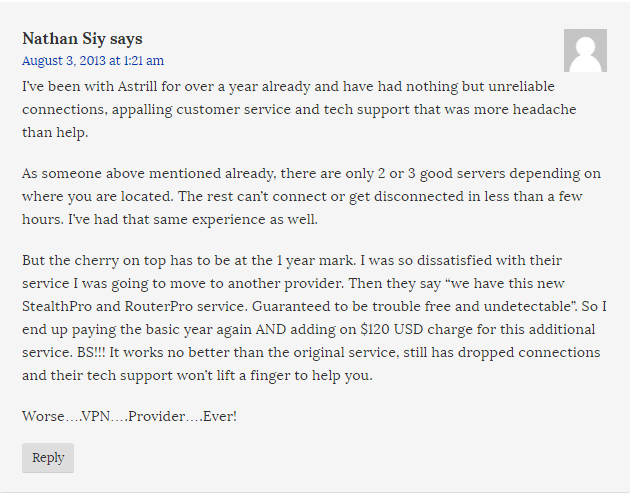 Nathan Siy says
August 3, 2013 at 1:21 am
I've been with Astrill for over a year already and have had nothing but unreliable
connections, appalling customer service and tech support that was more headache
than help.
As someone above mentioned already, there are only 2 or 3 good servers depending on
where you are located. The rest can't connect or get disconnected in less than a few
hours. I've had that same experience as well.
But the cherry on top has to be at the 1 year mark. I was so dissatisfied with their
service I was going to move to another provider. Then they say “we have this new
StealthPro and RouterPro service. Guaranteed to be trouble free and undetectable”. So I
end up paying the basic year again AND adding on $120 USD charge for this additional
service. BS!!! It works no better than the original service, still has dropped connections
and their tech support won't lift a finger to help you.
Worse….VPN….Provider….Ever!
Reply